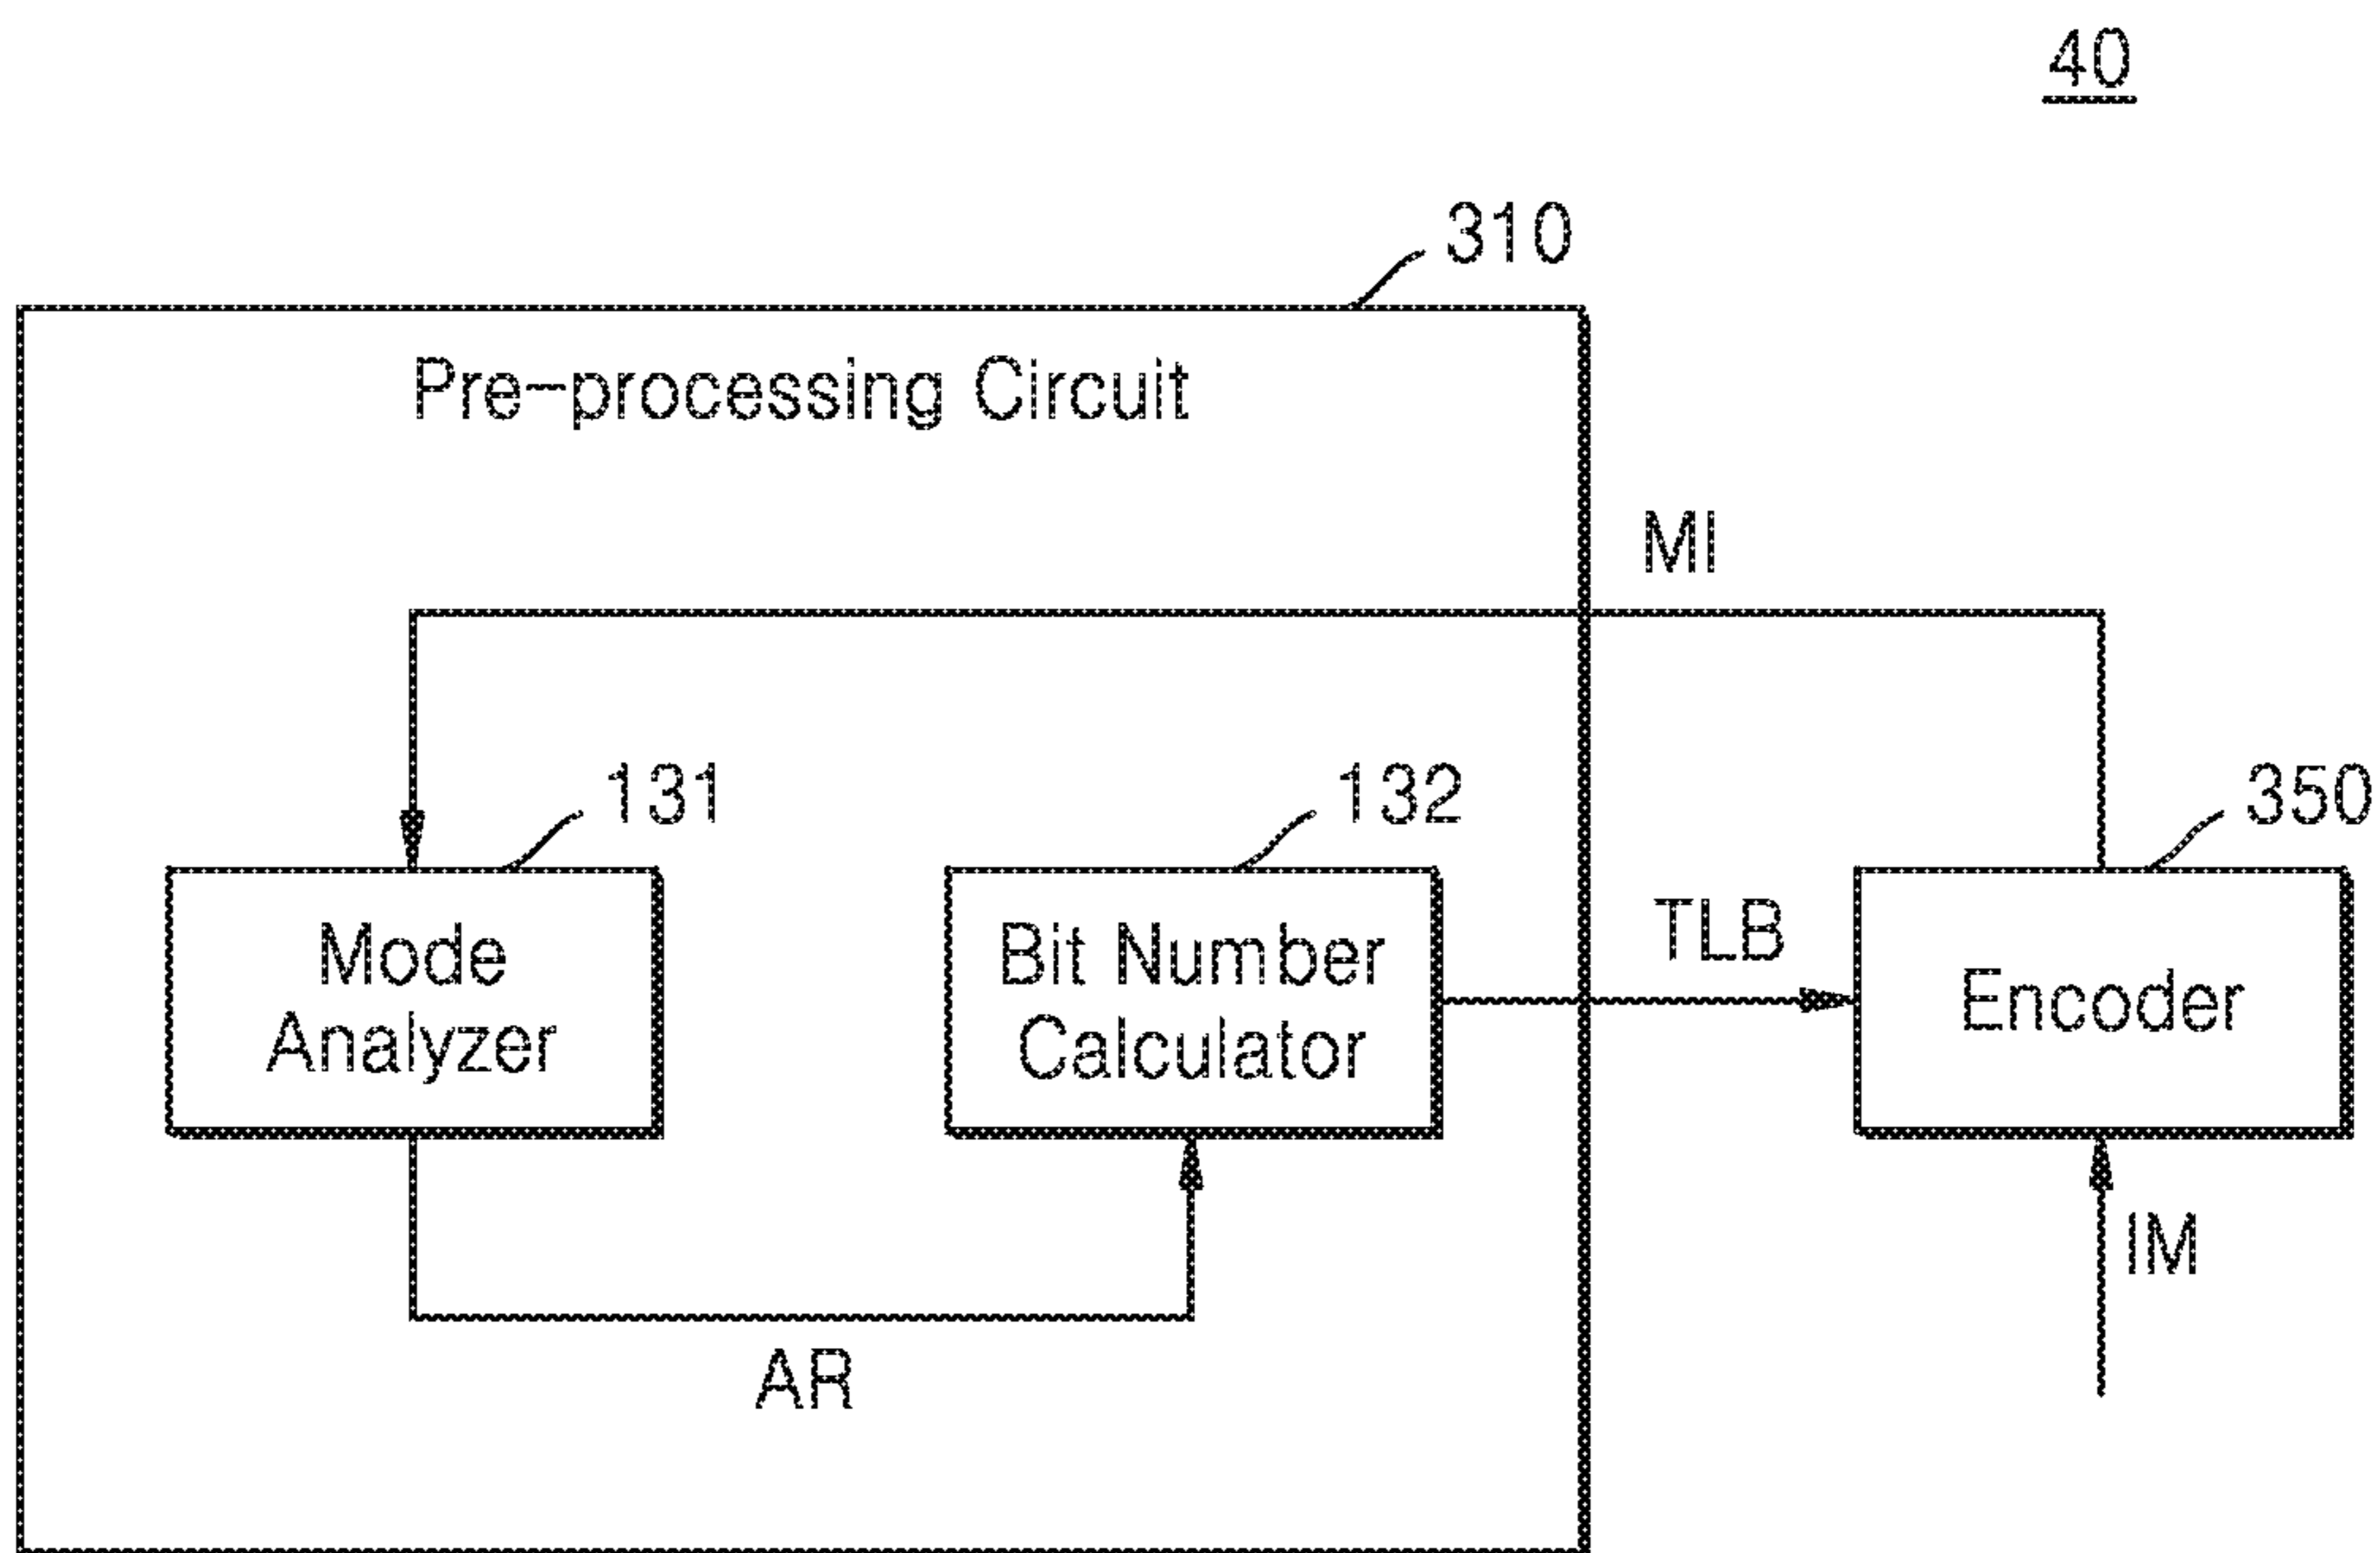 40
310
Pre-processing Circuit
MI
131
132
350
Mode
Analyzer
Bit Number
Calculator
TLB
Encoder
IM
AR